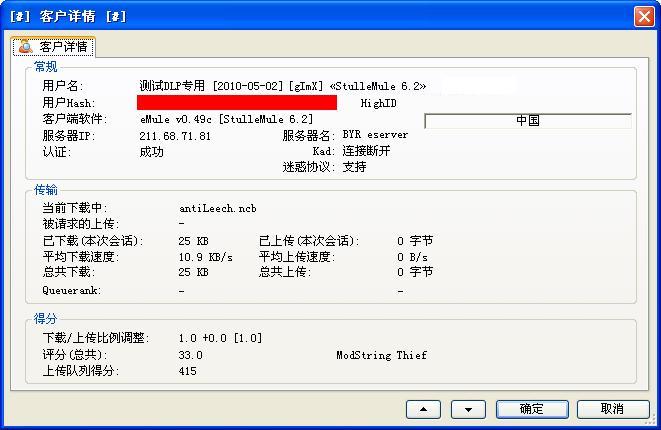 [#] 客户详情 [#]
客户详情
常规
用户名: 测试DLP专用 [2010-05-02][gImX] «StulleMule 6.2»
用户Hash: HighID
客户端软件: eMule v0.49c [StulleMule 6.2] 中国
服务器IP: 211.68.71.81 服务器名: BYR eserver
认证: 成功 Kad: 连接断开
迷惑协议: 支持
传输
当前下载中: antiLeech.ncb
被请求的上传: -
已下载(本次会话): 25 KB 已上传(本次会话): 0 字节
平均下载速度: 10.9 KB/s 平均上传速度: 0 B/s
总共下载: 25 KB 总共上传: 0 字节
Queuerank: - -
得分
下载/上传比例调整: 1.0 +0.0 [1.0]
评分(总共): 33.0 ModString Thief
上传队列得分: 415
确定 取消